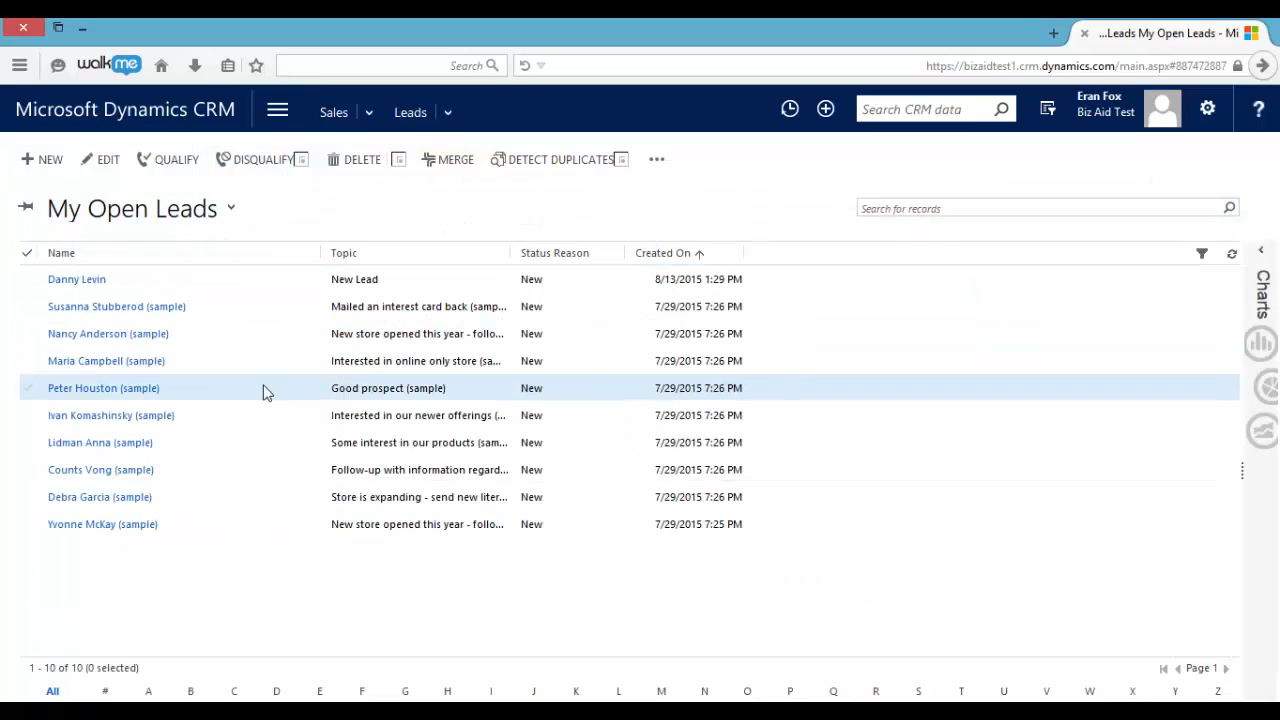 ...Leads My Open Leads - Mi
walkme
Search
https://bizaidtest1.crm.dynamics.com/main.aspx#887472887
Microsoft Dynamics CRM
Sales
Leads
Search CRM data
Eran Fox
Biz Aid Test
?
NEW
EDIT
QUALIFY
DISQUALIFY
DELETE
MERGE
DETECT DUPLICATES
My Open Leads
Search for records
Name Topic Status Reason Created On
Danny Levin New Lead New 8/13/2015 1:29 PM
Susanna Stubberod (sample) Mailed an interest card back (samp... New 7/29/2015 7:26 PM
Nancy Anderson (sample) New store opened this year - follo... New 7/29/2015 7:26 PM
Maria Campbell (sample) Interested in online only store (sa... New 7/29/2015 7:26 PM
Peter Houston (sample) Good prospect (sample) New 7/29/2015 7:26 PM
Ivan Komashinsky (sample) Interested in our newer offerings (... New 7/29/2015 7:26 PM
Lidman Anna (sample) Some interest in our products (sam... New 7/29/2015 7:26 PM
Counts Vong (sample) Follow-up with information regard... New 7/29/2015 7:26 PM
Debra Garcia (sample) Store is expanding - send new liter... New 7/29/2015 7:26 PM
Yvonne McKay (sample) New store opened this year - follo... New 7/29/2015 7:25 PM
Charts
1 - 10 of 10 (0 selected)
Page 1
All # A B C D E F G H I J K L M N O P Q R S T U V W X Y Z